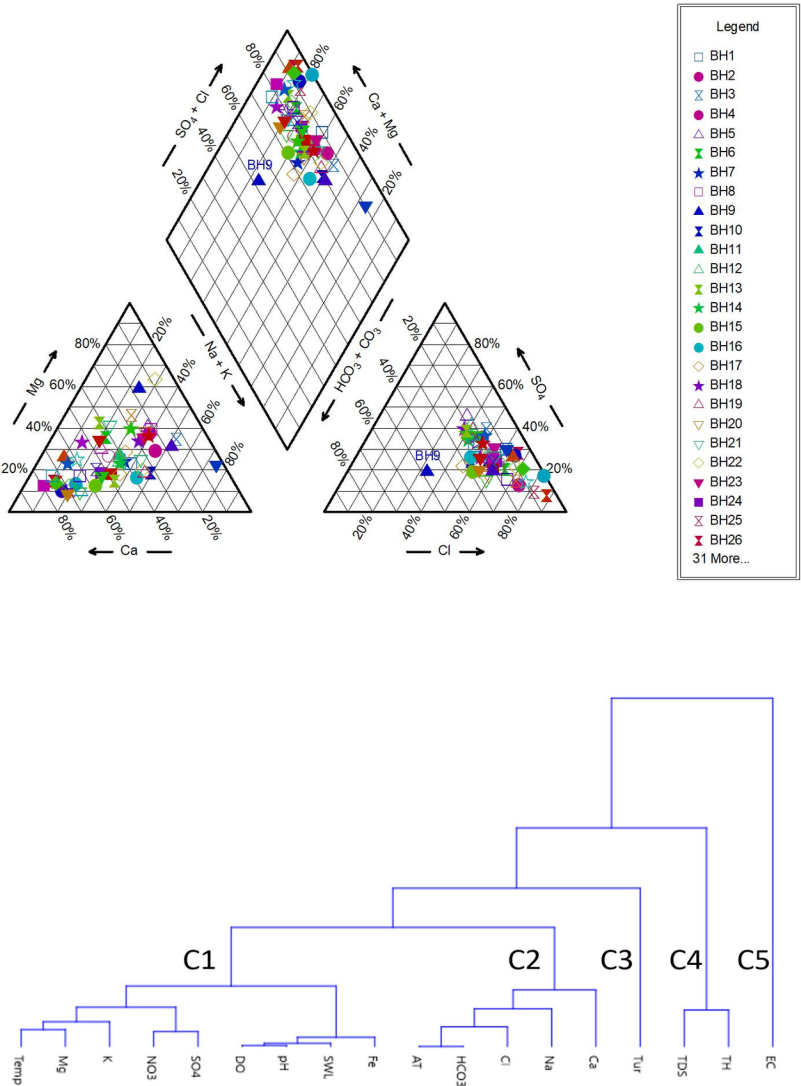 80%
80%
60%
60%
40%
40%
20%
20%
SO4 + Cl
Ca + Mg
BH9
Na + K
HCO3 + CO3
Mg
80%
60%
40%
20%
20%
40%
60%
80%
80%
60%
40%
20%
Ca
SO4
20%
40%
60%
80%
80%
60%
40%
20%
BH9
20%
40%
60%
80%
Cl
Legend
BH1
BH2
BH3
BH4
BH5
BH6
BH7
BH8
BH9
BH10
BH11
BH12
BH13
BH14
BH15
BH16
BH17
BH18
BH19
BH20
BH21
BH22
BH23
BH24
BH25
BH26
31 More...
C1 C2 C3 C4 C5
Temp
Mg
K
NO3
SO4
DO
pH
SWL
Fe
AT
HCO3
Cl
Na
Ca
Tur
TDS
TH
EC